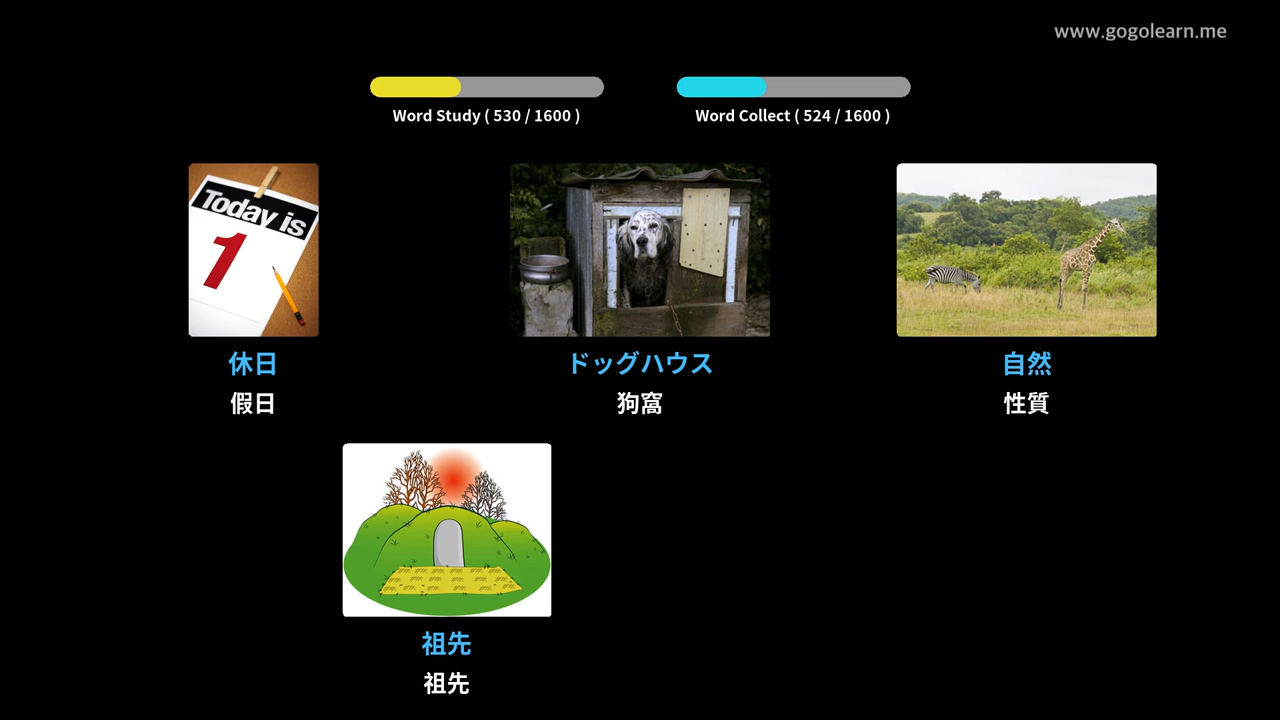 www.gogolearn.me
Word Study ( 530 / 1600 )
Word Collect ( 524 / 1600 )
Today is
1
休日
假日
ドッグハウス
狗窩
自然
性質
祖先
祖先